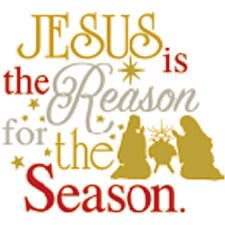 JESUS is
the Reason
for the
Season.